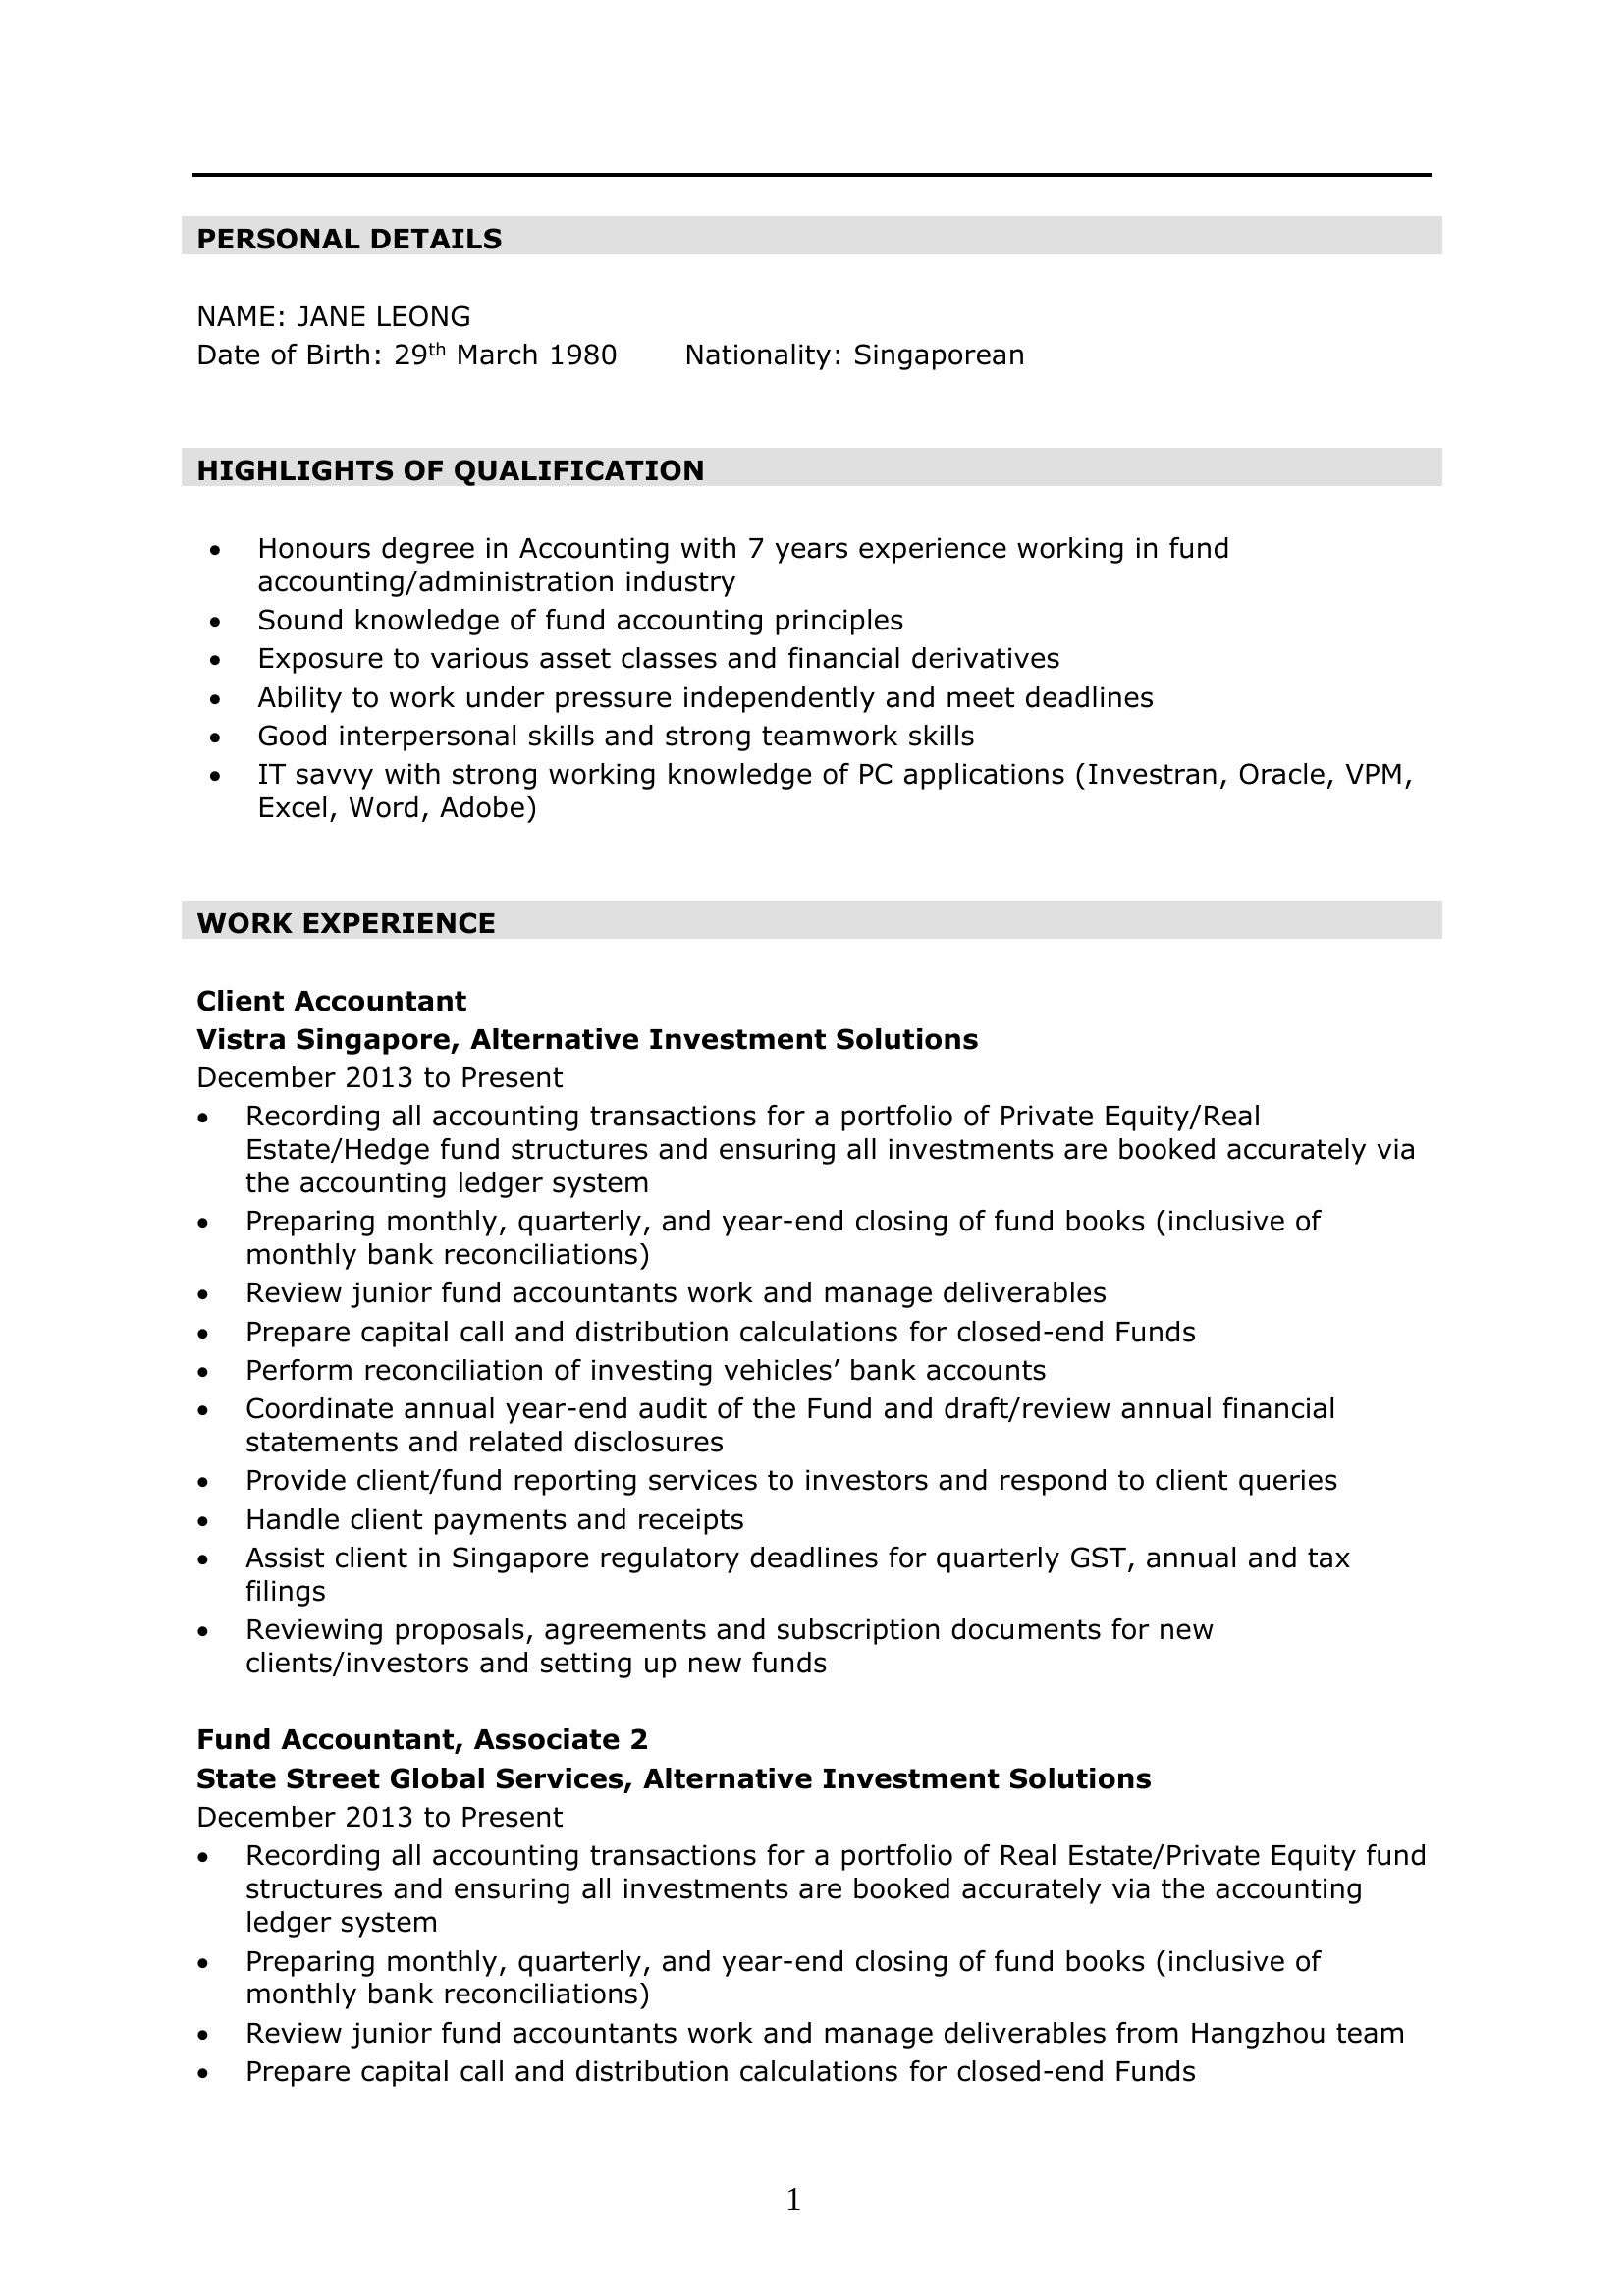 PERSONAL DETAILS
NAME: JANE LEONG
Date of Birth: 29th March 1980 Nationality: Singaporean
HIGHLIGHTS OF QUALIFICATION
• Honours degree in Accounting with 7 years experience working in fund
accounting/administration industry
• Sound knowledge of fund accounting principles
• Exposure to various asset classes and financial derivatives
• Ability to work under pressure independently and meet deadlines
• Good interpersonal skills and strong teamwork skills
• IT savvy with strong working knowledge of PC applications (Investran, Oracle, VPM,
Excel, Word, Adobe)
WORK EXPERIENCE
Client Accountant
Vistra Singapore, Alternative Investment Solutions
December 2013 to Present
• Recording all accounting transactions for a portfolio of Private Equity/Real
Estate/Hedge fund structures and ensuring all investments are booked accurately via
the accounting ledger system
• Preparing monthly, quarterly, and year-end closing of fund books (inclusive of
monthly bank reconciliations)
• Review junior fund accountants work and manage deliverables
• Prepare capital call and distribution calculations for closed-end Funds
• Perform reconciliation of investing vehicles’ bank accounts
• Coordinate annual year-end audit of the Fund and draft/review annual financial
statements and related disclosures
• Provide client/fund reporting services to investors and respond to client queries
• Handle client payments and receipts
• Assist client in Singapore regulatory deadlines for quarterly GST, annual and tax
filings
• Reviewing proposals, agreements and subscription documents for new
clients/investors and setting up new funds
Fund Accountant, Associate 2
State Street Global Services, Alternative Investment Solutions
December 2013 to Present
• Recording all accounting transactions for a portfolio of Real Estate/Private Equity fund
structures and ensuring all investments are booked accurately via the accounting
ledger system
• Preparing monthly, quarterly, and year-end closing of fund books (inclusive of
monthly bank reconciliations)
• Review junior fund accountants work and manage deliverables from Hangzhou team
• Prepare capital call and distribution calculations for closed-end Funds
1